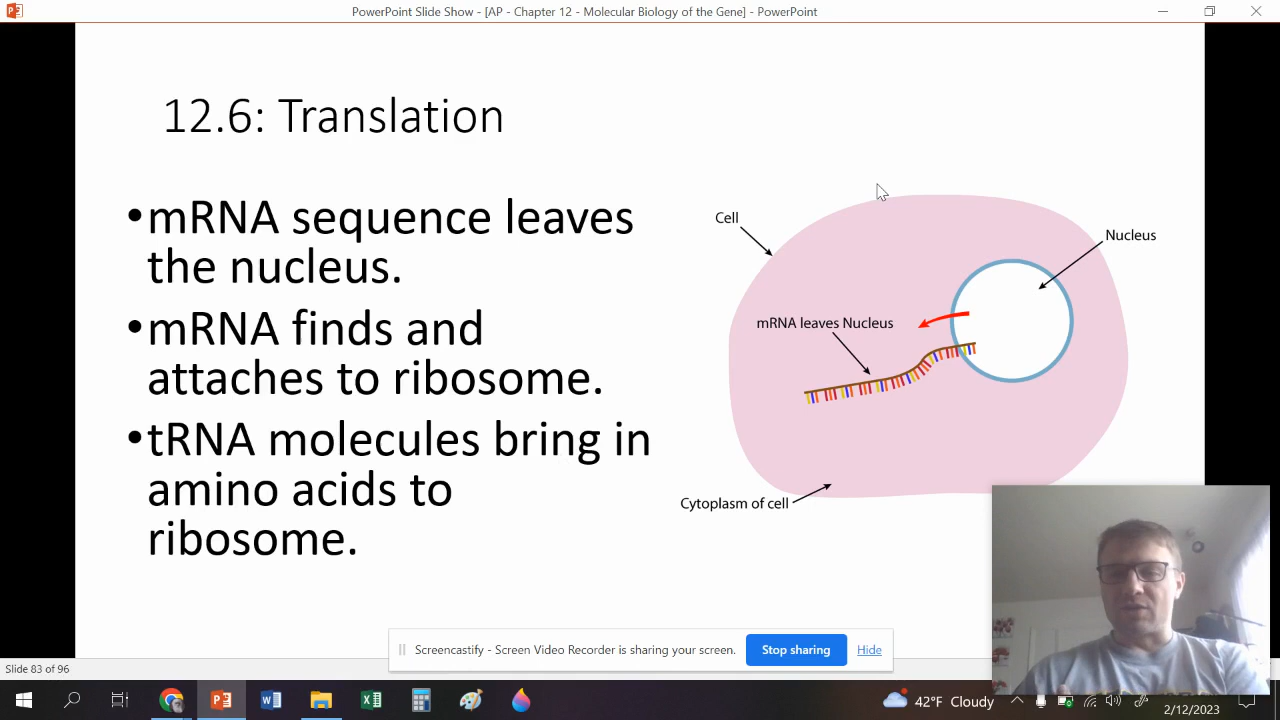 PowerPoint Slide Show - [AP - Chapter 12 - Molecular Biology of the Gene] - PowerPoint
12.6: Translation
•mRNA sequence leaves
the nucleus.
•mRNA finds and
attaches to ribosome.
•tRNA molecules bring in
amino acids to
ribosome.
Cell
Nucleus
mRNA leaves Nucleus
Cytoplasm of cell
Screencastify - Screen Video Recorder is sharing your screen.
Stop sharing
Hide
Slide 83 of 96
42°F Cloudy
2/12/2023